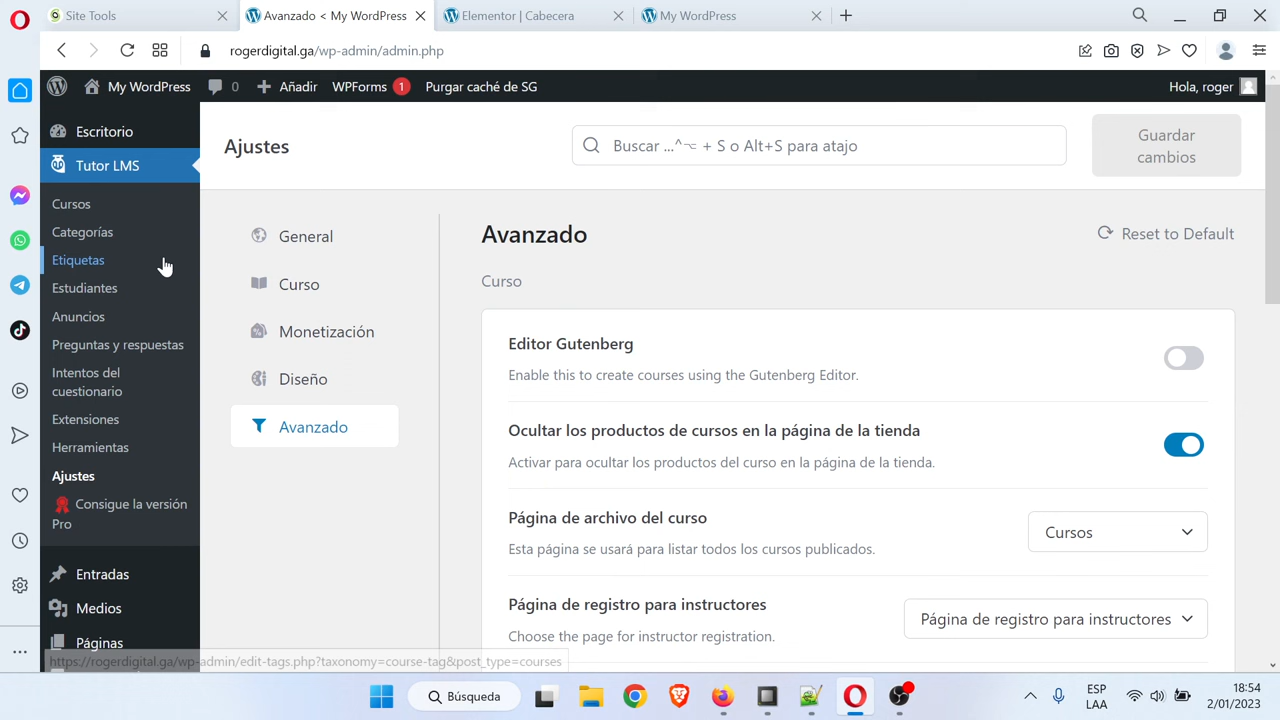 Site Tools
Avanzado < My WordPress
Elementor | Cabecera
My WordPress
rogerdigital.ga/wp-admin/admin.php
My WordPress
0
Añadir
WPForms
1
Purgar caché de SG
Hola, roger
Escritorio
Tutor LMS
Cursos
Categorías
Etiquetas
Estudiantes
Anuncios
Preguntas y respuestas
Intentos del
cuestionario
Extensiones
Herramientas
Ajustes
Consigue la versión
Pro
Entradas
Medios
Páginas
Ajustes
Buscar ...^⌥ + S o Alt+S para atajo
Guardar
cambios
General
Curso
Monetización
Diseño
Avanzado
Avanzado
Reset to Default
Curso
Editor Gutenberg
Enable this to create courses using the Gutenberg Editor.
Ocultar los productos de cursos en la página de la tienda
Activar para ocultar los productos del curso en la página de la tienda.
Página de archivo del curso
Esta página se usará para listar todos los cursos publicados.
Cursos
Página de registro para instructores
Choose the page for instructor registration.
Página de registro para instructores
https://rogerdigital.ga/wp-admin/edit-tags.php?taxonomy=course-tag&post_type=courses
Búsqueda
ESP
LAA
18:54
2/01/2023